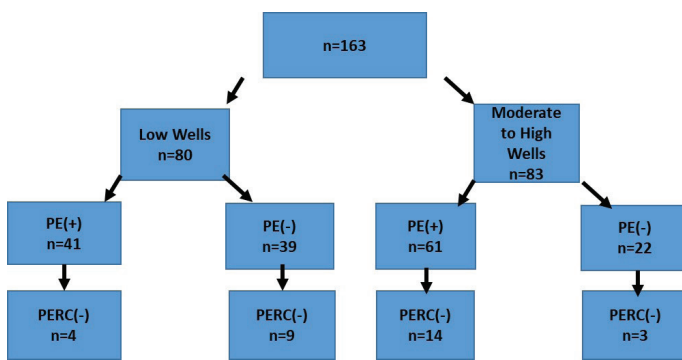 n=163
Low Wells
n=80
Moderate
to High
Wells
n=83
PE(+)
n=41
PE(-)
n=39
PE(+)
n=61
PE(-)
n=22
PERC(-)
n=4
PERC(-)
n=9
PERC(-)
n=14
PERC(-)
n=3